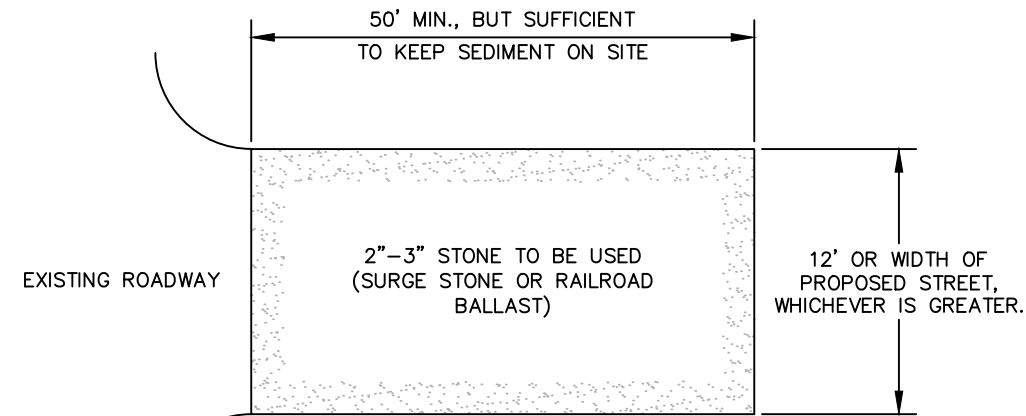 50' MIN., BUT SUFFICIENT
TO KEEP SEDIMENT ON SITE
EXISTING ROADWAY
2"-3" STONE TO BE USED
(SURGE STONE OR RAILROAD
BALLAST)
12' OR WIDTH OF
PROPOSED STREET,
WHICHEVER IS GREATER.